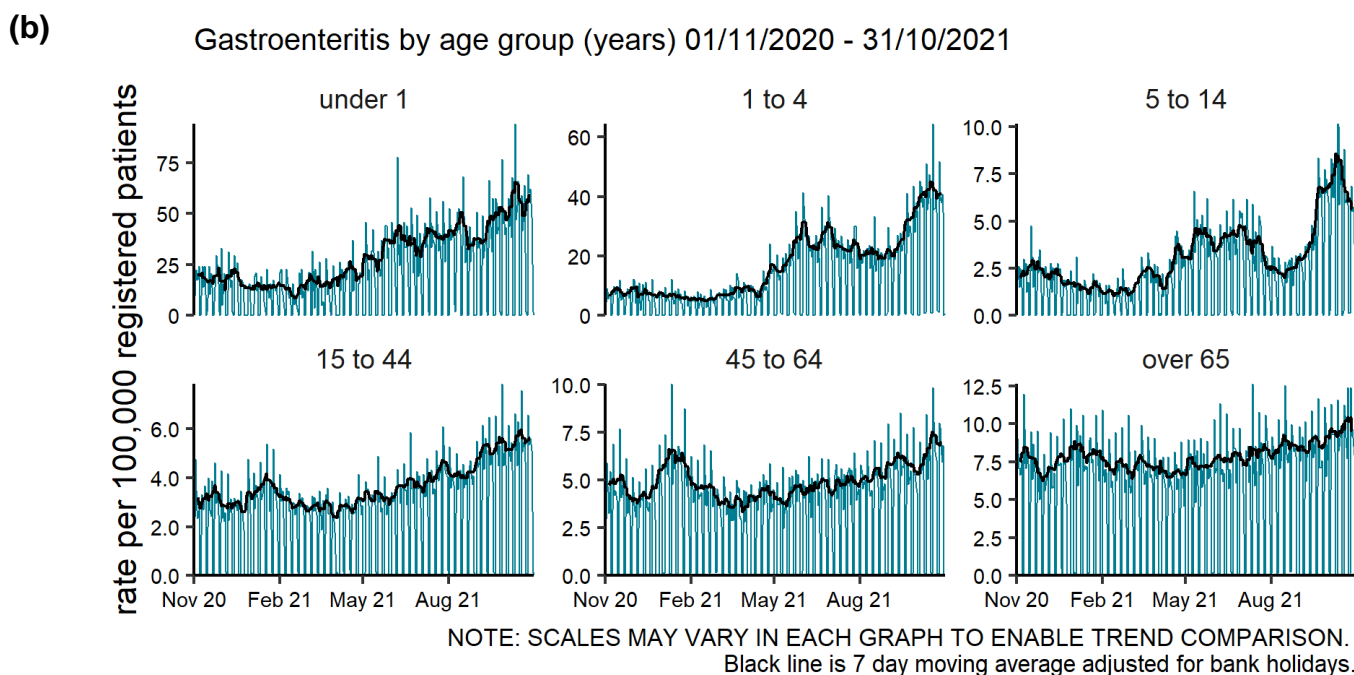 (b)
Gastroenteritis by age group (years) 01/11/2020 - 31/10/2021
rate per 100,000 registered patients
under 1
75
50
25
0
1 to 4
60
40
20
0
5 to 14
10.0
7.5
5.0
2.5
0.0
15 to 44
6.0
4.0
2.0
0.0
Nov 20 Feb 21 May 21 Aug 21
45 to 64
10.0
7.5
5.0
2.5
0.0
Nov 20 Feb 21 May 21 Aug 21
over 65
12.5
10.0
7.5
5.0
2.5
0.0
Nov 20 Feb 21 May 21 Aug 21
NOTE: SCALES MAY VARY IN EACH GRAPH TO ENABLE TREND COMPARISON.
Black line is 7 day moving average adjusted for bank holidays.